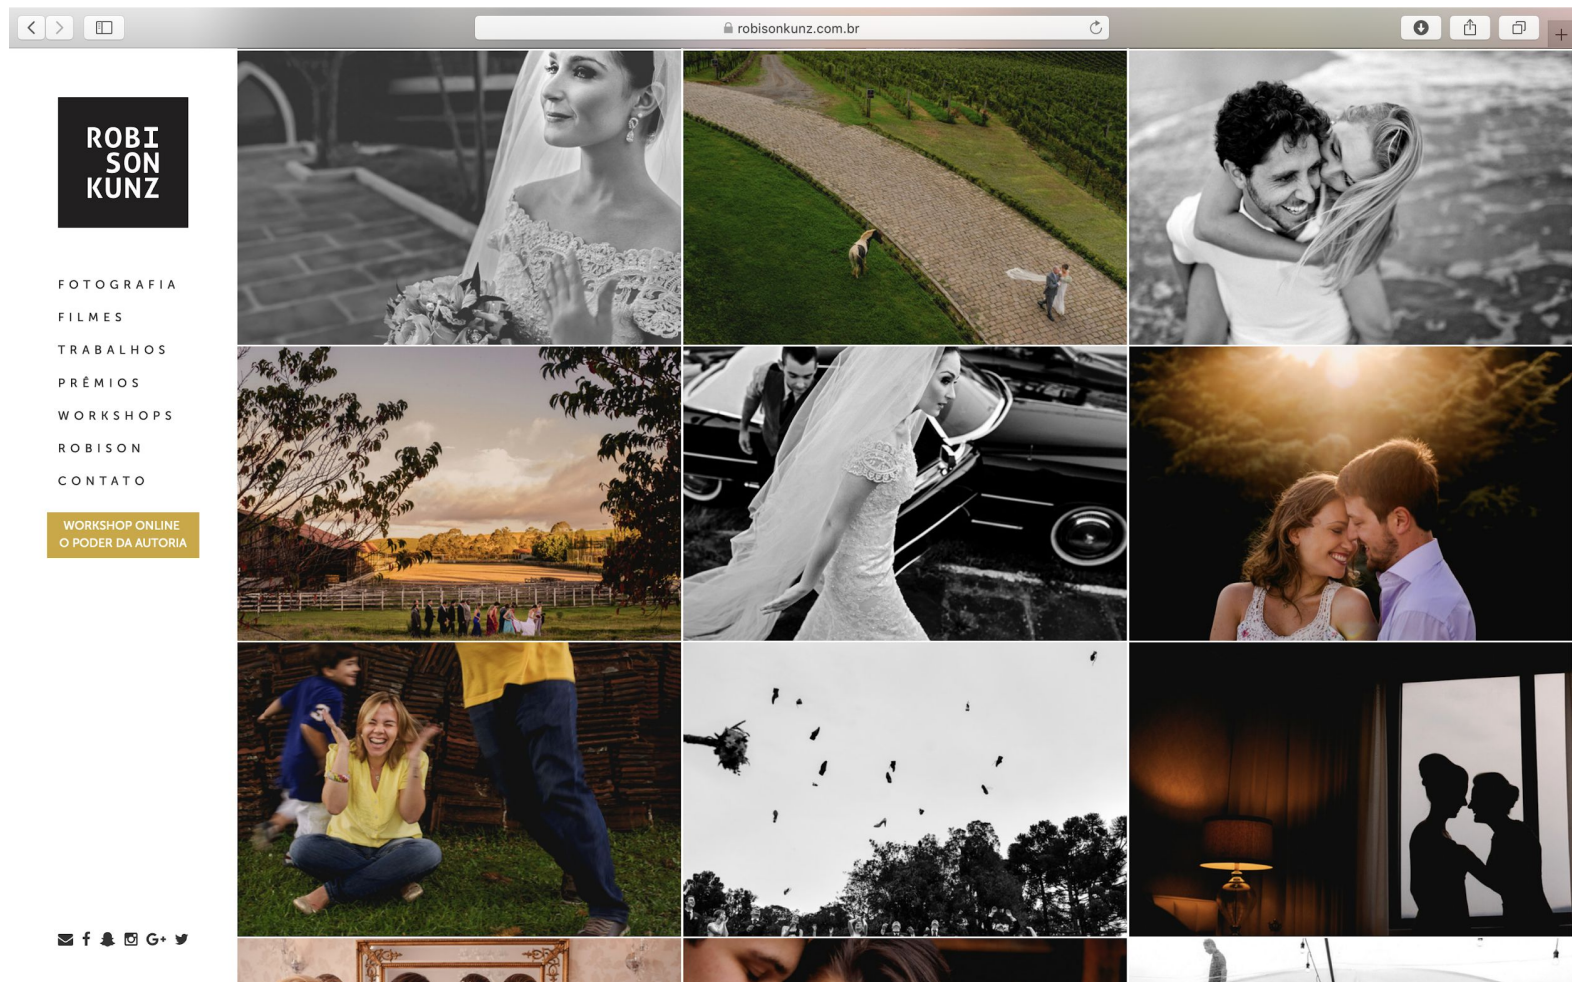 robisonkunz.com.br
ROBI
SON
KUNZ
FOTOGRAFIA
FILMES
TRABALHOS
PRÊMIOS
WORKSHOPS
ROBISON
CONTATO
WORKSHOP ONLINE
O PODER DA AUTORIA
G+